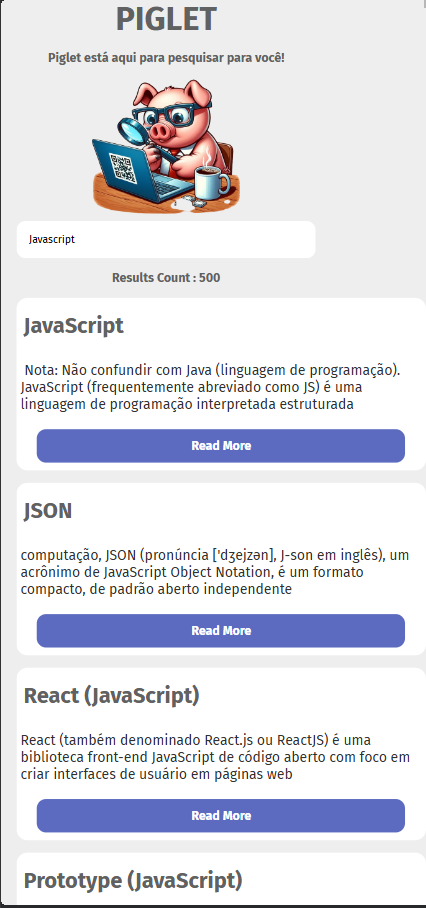 PIGLET
Piglet está aqui para pesquisar para você!
Javascript
Results Count : 500
JavaScript
Nota: Não confundir com Java (linguagem de programação).
JavaScript (frequentemente abreviado como JS) é uma
linguagem de programação interpretada estruturada
Read More
JSON
computação, JSON (pronúncia ['dʒejzən], J-son em inglês), um
acrônimo de JavaScript Object Notation, é um formato
compacto, de padrão aberto independente
Read More
React (JavaScript)
React (também denominado React.js ou ReactJS) é uma
biblioteca front-end JavaScript de código aberto com foco em
criar interfaces de usuário em páginas web
Read More
Prototype (JavaScript)